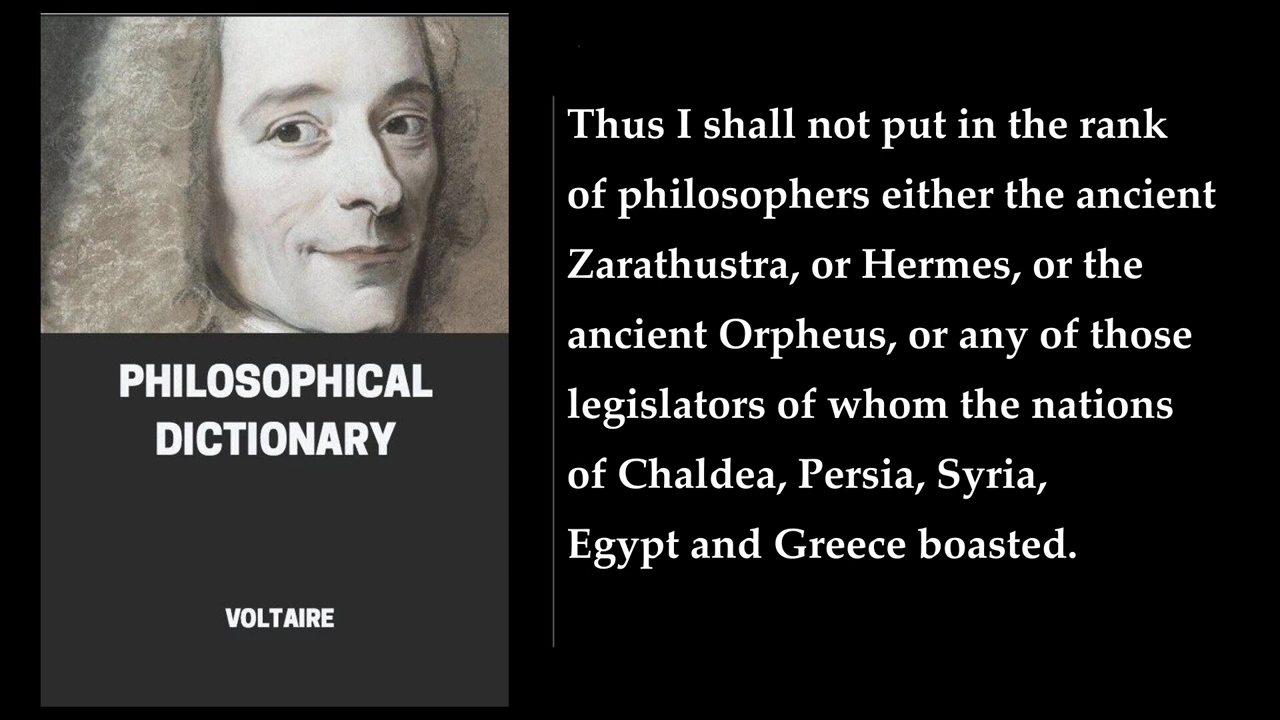 PHILOSOPHICAL
DICTIONARY
VOLTAIRE
Thus I shall not put in the rank
of philosophers either the ancient
Zarathustra, or Hermes, or the
ancient Orpheus, or any of those
legislators of whom the nations
of Chaldea, Persia, Syria,
Egypt and Greece boasted.